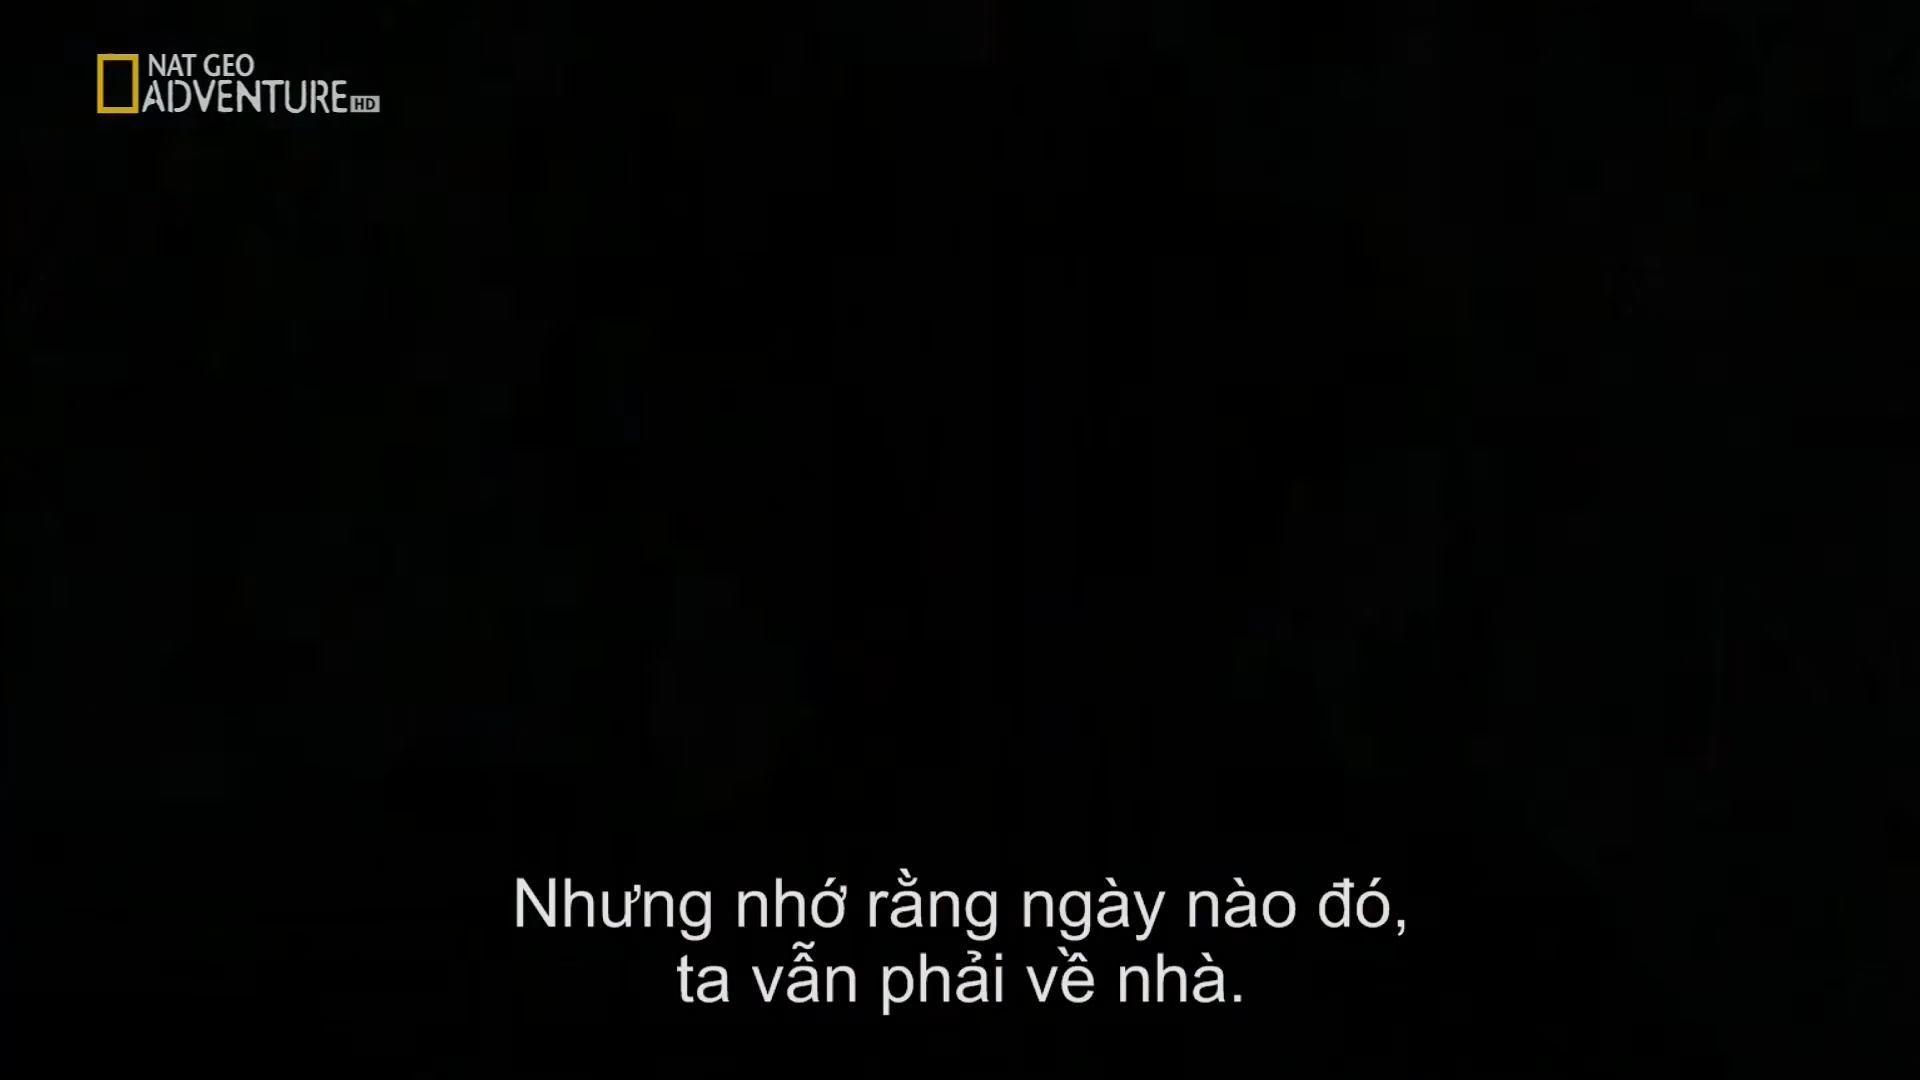 NAT GEO
ADVENTURE HD
Nhưng nhớ rằng ngày nào đó,
ta vẫn phải về nhà.